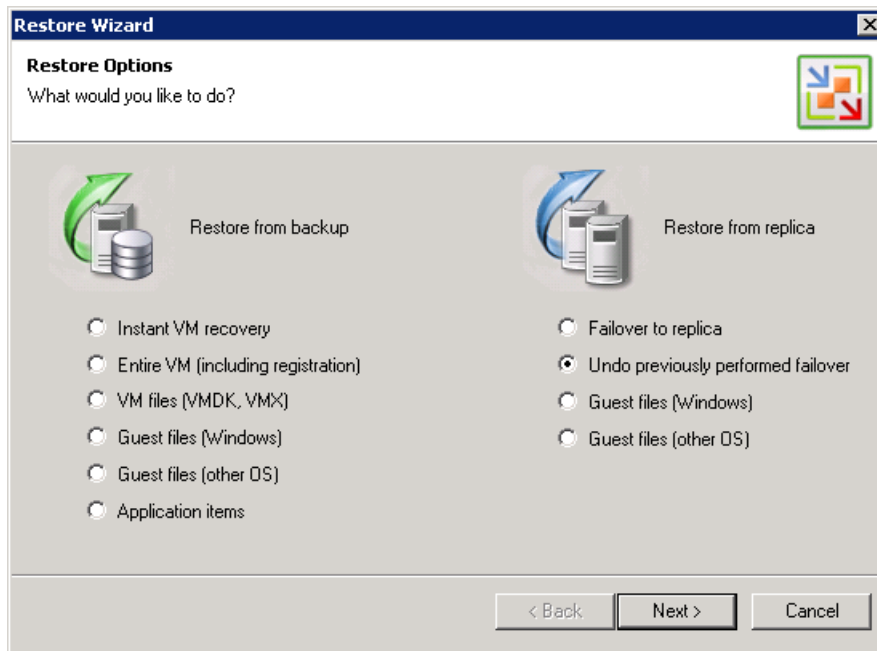 Restore Wizard
Restore Options
What would you like to do?
Restore from backup
Instant VM recovery
Entire VM (including registration)
VM files (VMDK, VMX)
Guest files (Windows)
Guest files (other OS)
Application items
Restore from replica
Failover to replica
Undo previously performed failover
Guest files (Windows)
Guest files (other OS)
< Back
Next >
Cancel